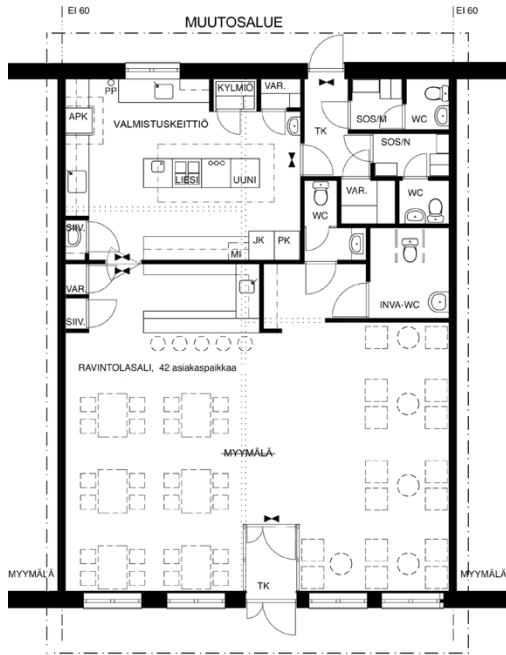 EI 60
EI 60
MUUTOSALUE
PP
KYLMIÖ
VAR.
APK
VALMISTUSKEITTIÖ
TK
SOS/M
WC
SOS/N
LIESI
UUNI
VAR.
WC
WC
SIIV.
MI
JK
PK
VAR
INVA-WC
SIIV.
RAVINTOLASALI, 42 asiakaspaikkaa
MYYMÄLÄ
MYYMÄLÄ
MYYMÄLÄ
TK